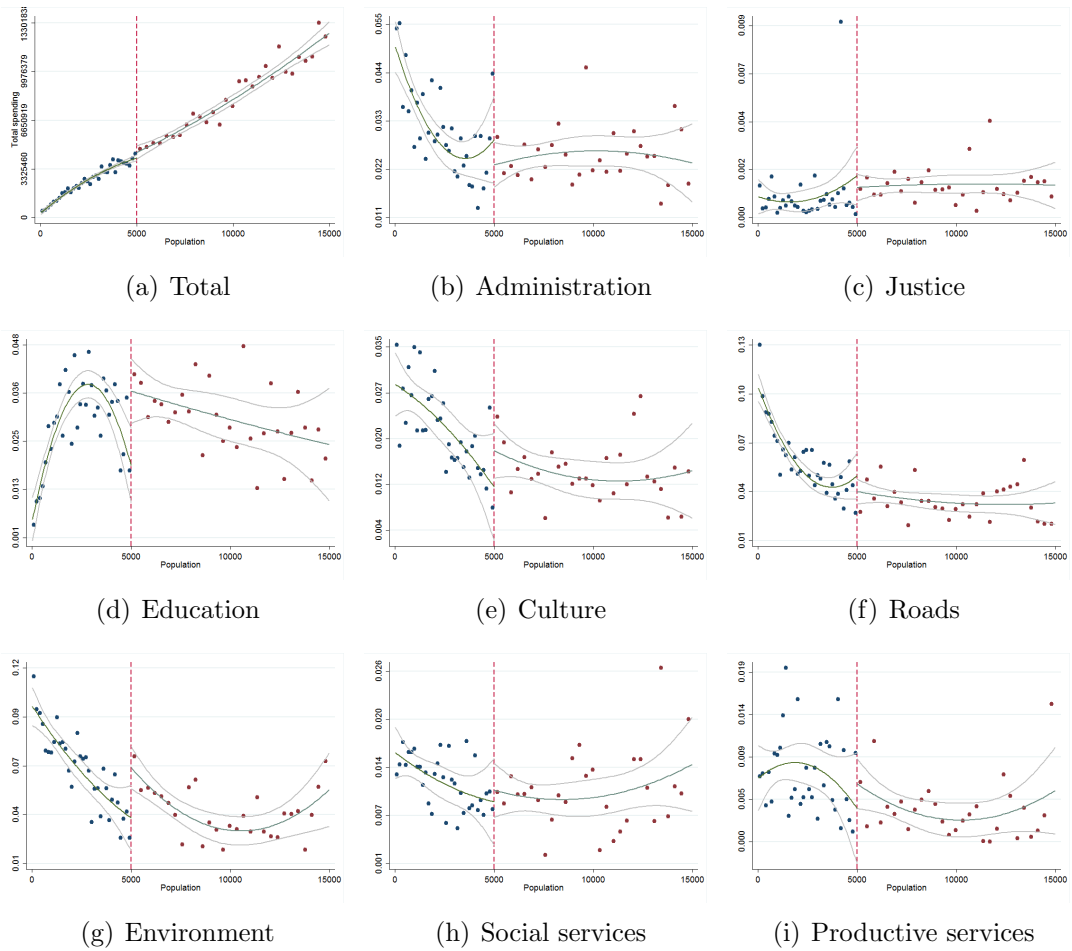 Total spending
13301838
9976379
6650919
3325460
0
0 5000 10000 15000
Population
(a) Total
0.055
0.044
0.033
0.022
0.011
0 5000 10000 15000
Population
(b) Administration
0.009
0.007
0.004
0.002
0.000
0 5000 10000 15000
Population
(c) Justice
0.048
0.036
0.025
0.013
0.001
0 5000 10000 15000
Population
(d) Education
0.035
0.027
0.020
0.012
0.004
0 5000 10000 15000
Population
(e) Culture
0.13
0.10
0.07
0.04
0.01
0 5000 10000 15000
Population
(f) Roads
0.12
0.09
0.07
0.04
0.01
0 5000 10000 15000
Population
(g) Environment
0.026
0.020
0.014
0.007
0.001
0 5000 10000 15000
Population
(h) Social services
0.019
0.014
0.009
0.005
0.000
0 5000 10000 15000
Population
(i) Productive services